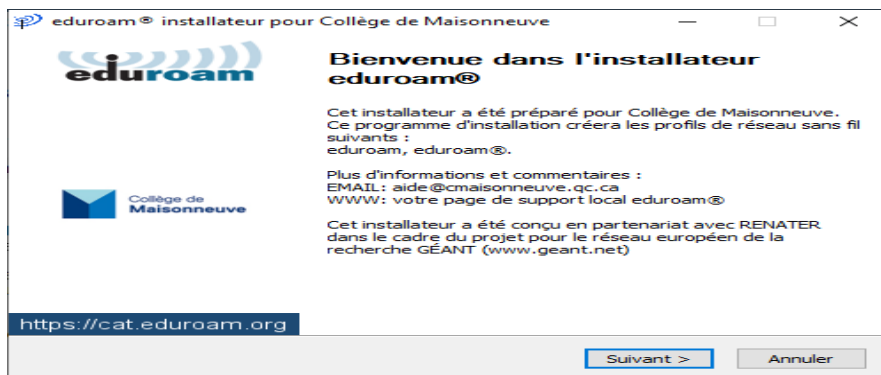 eduroam® installateur pour Collège de Maisonneuve
eduroam
Bienvenue dans l'installateur
eduroam®
Cet installateur a été préparé pour Collège de Maisonneuve.
Ce programme d'installation créera les profils de réseau sans fil
suivants :
eduroam, eduroam®.
Plus d'informations et commentaires :
EMAIL: aide@cmaisonneuve.qc.ca
WWW: votre page de support local eduroam®
Collège de
Maisonneuve
Cet installateur a été conçu en partenariat avec RENATER
dans le cadre du projet pour le réseau européen de la
recherche GÉANT (www.geant.net)
https://cat.eduroam.org
Suivant > Annuler